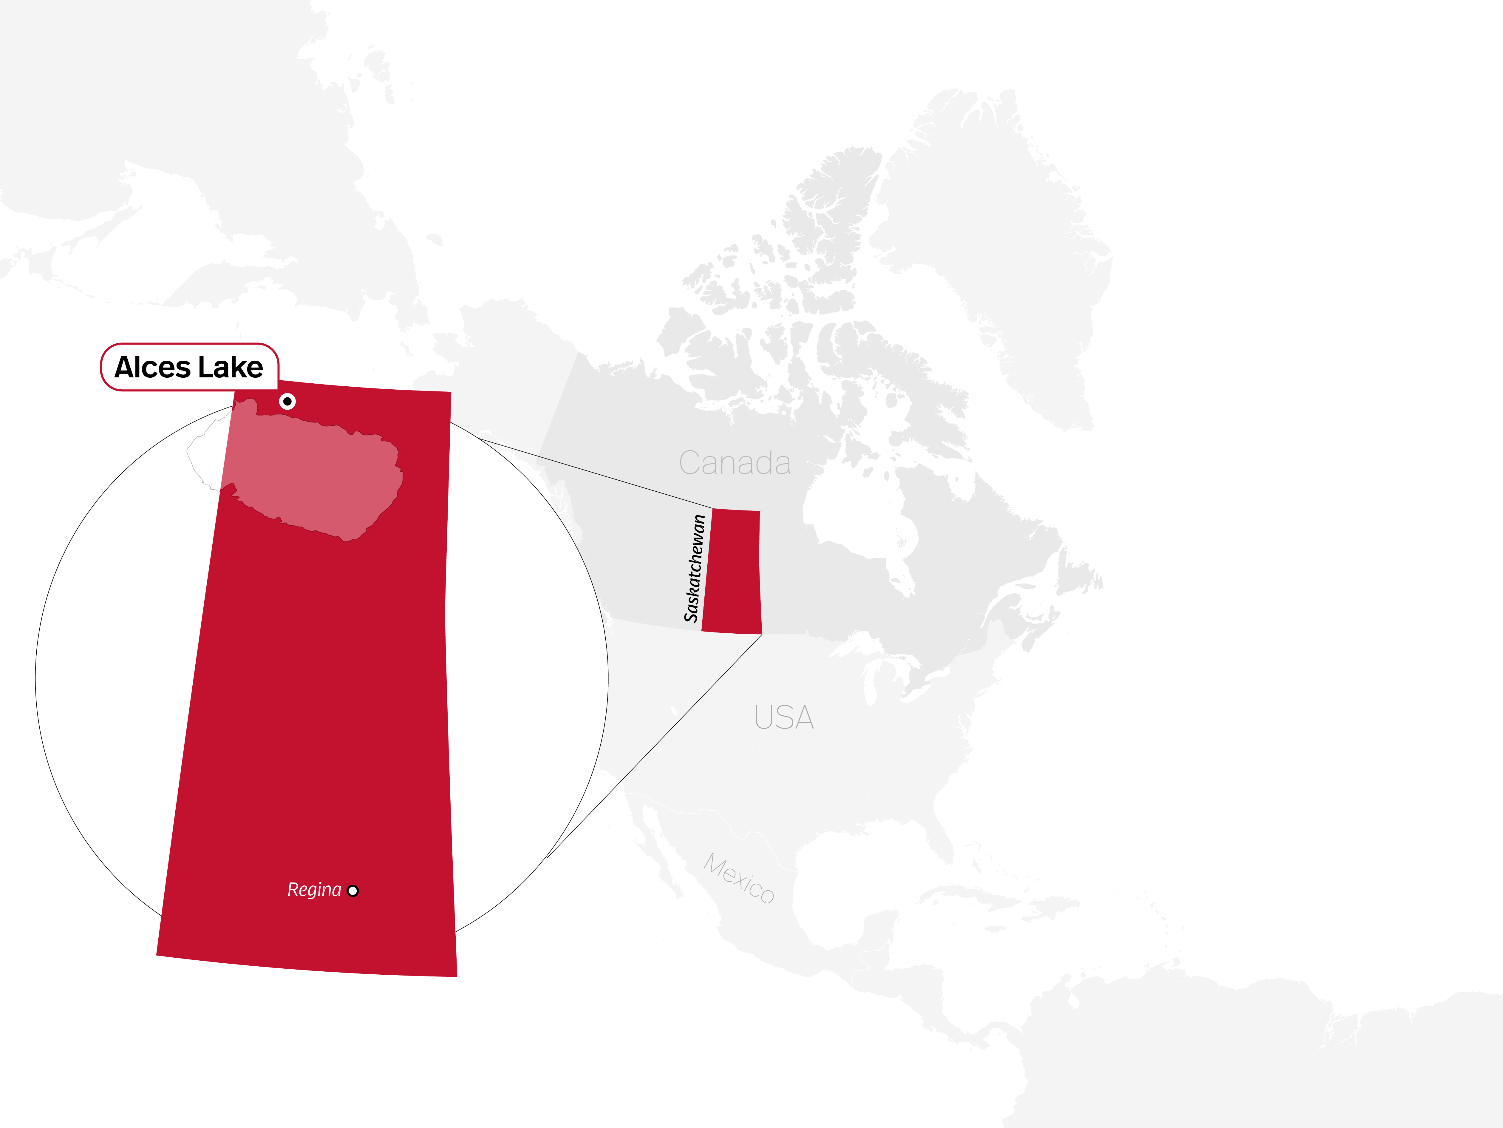 Alces Lake
Canada
Saskatchewan
USA
Mexico
Regina